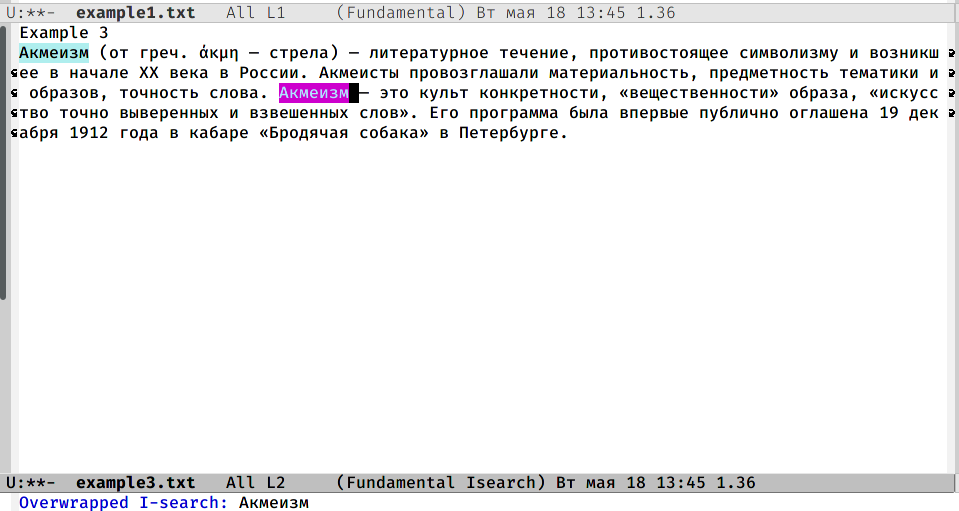 U:**-  example1.txt   All L1     (Fundamental) Вт мая 18 13:45 1.36
Example 3
Акмеизм (от греч. άκμη — стрела) — литературное течение, противостоящее символизму и возникш
ее в начале XX века в России. Акмеисты провозглашали материальность, предметность тематики и
 образов, точность слова. Акмеизм — это культ конкретности, «вещественности» образа, «искусс
тво точно выверенных и взвешенных слов». Его программа была впервые публично оглашена 19 дек
абря 1912 года в кабаре «Бродячая собака» в Петербурге.
U:**-  example3.txt   All L2     (Fundamental Isearch) Вт мая 18 13:45 1.36
Overwrapped I-search: Акмеизм